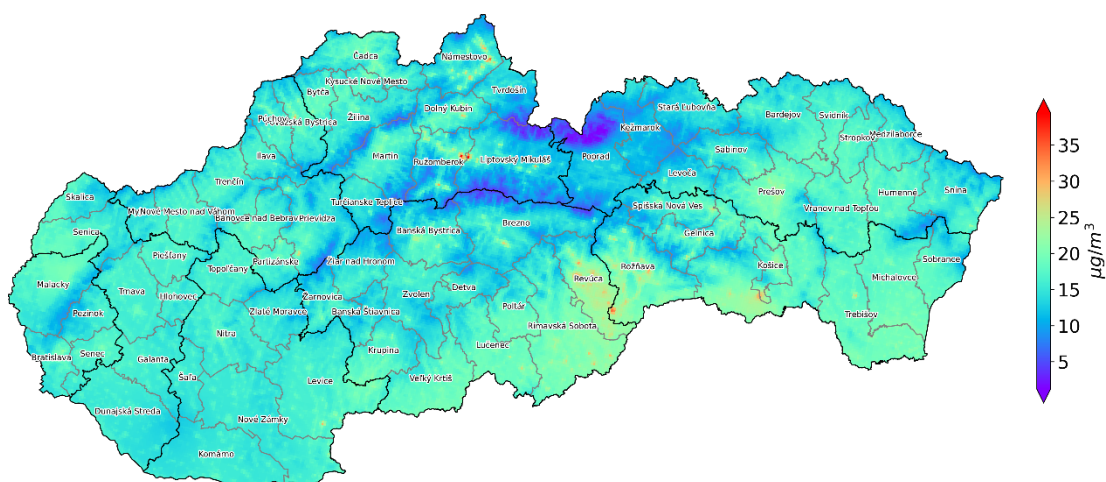 Čadca
Námestovo
Kysucké Nové Mesto
Bytča
Tvrdošín
Dolný Kubín
Stará Ľubovňa
Bardejov
Svidník
Púchov
Považská Bystrica
Žilina
Kežmarok
Stropkov
Medzilaborce
Ilava
Martin
Ružomberok
Liptovský Mikuláš
Poprad
Sabinov
Levoča
Trenčín
Prešov
Humenné
Snina
Skalica
Turčianske Teplice
Spišská Nová Ves
Vranov nad Topľou
Nové Mesto nad Váhom
Bánovce nad Bebrav
Prievidza
Brezno
Senica
Banská Bystrica
Gelnica
Piešťany
Partizánske
Žiar nad Hronom
Košice
Sobrance
Topoľčany
Rožňava
Malacky
Revúca
Michalovce
Trnava
Hlohovec
Žarnovica
Zvolen
Detva
Pezinok
Zlaté Moravce
Banská Štiavnica
Poltár
Trebišov
Nitra
Rimavská Sobota
Bratislava
Senec
Galanta
Krupina
Lučenec
Šaľa
Levice
Veľký Krtíš
Dunajská Streda
Nové Zámky
Komárno
35
30
25
20
15
10
5
μg/m³